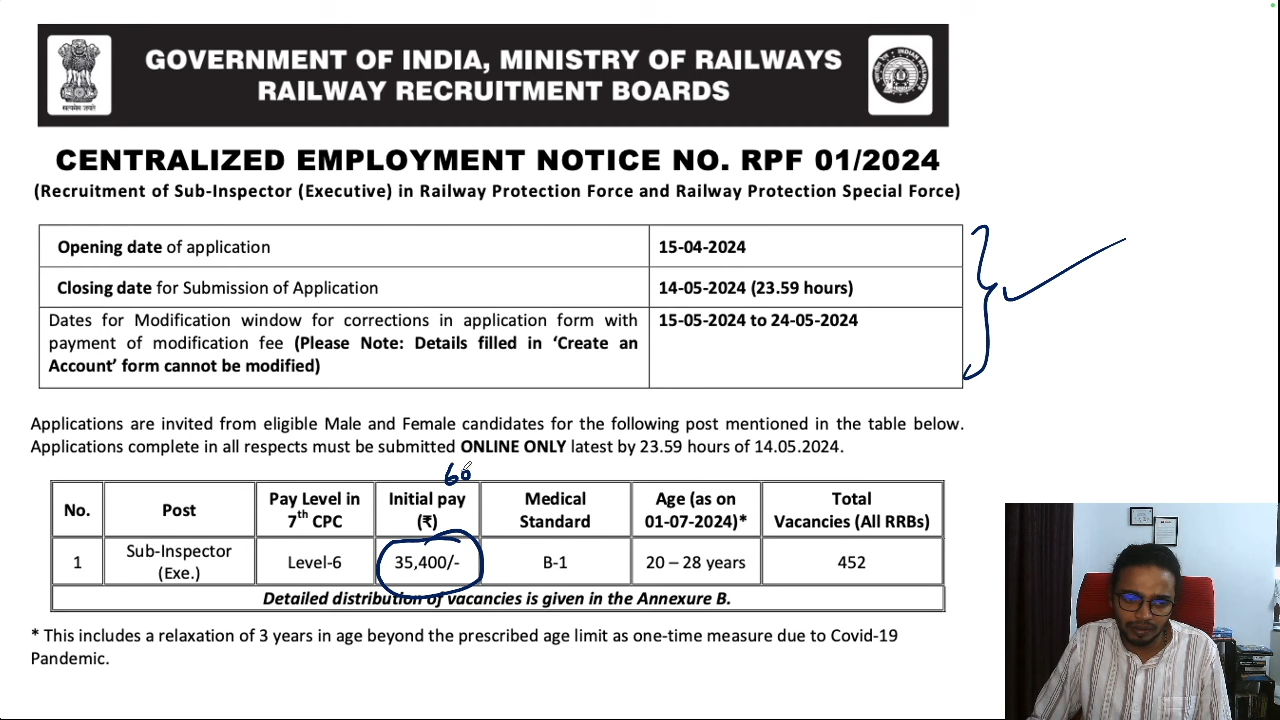 GOVERNMENT OF INDIA, MINISTRY OF RAILWAYS
RAILWAY RECRUITMENT BOARDS
सत्यमेव जयते
CENTRALIZED EMPLOYMENT NOTICE NO. RPF 01/2024
(Recruitment of Sub-Inspector (Executive) in Railway Protection Force and Railway Protection Special Force)
Opening date of application 15-04-2024
Closing date for Submission of Application 14-05-2024 (23.59 hours)
Dates for Modification window for corrections in application form with 15-05-2024 to 24-05-2024
payment of modification fee (Please Note: Details filled in ‘Create an
Account’ form cannot be modified)
Applications are invited from eligible Male and Female candidates for the following post mentioned in the table below.
Applications complete in all respects must be submitted ONLINE ONLY latest by 23.59 hours of 14.05.2024.
60
No. Post Pay Level in 7th CPC Initial pay (₹) Medical Standard Age (as on 01-07-2024)* Total Vacancies (All RRBs)
1 Sub-Inspector (Exe.) Level-6 35,400/- B-1 20 – 28 years 452
Detailed distribution of vacancies is given in the Annexure B.
* This includes a relaxation of 3 years in age beyond the prescribed age limit as one-time measure due to Covid-19
Pandemic.